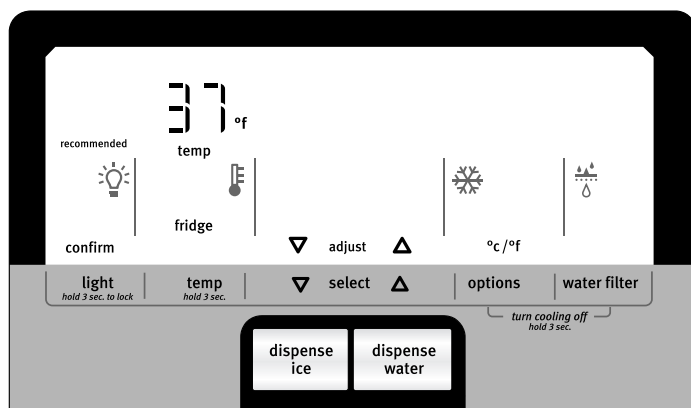 37 °f
recommended
temp
fridge
confirm
adjust
°c/°f
light
hold 3 sec. to lock
temp
hold 3 sec.
select
options
water filter
turn cooling off
hold 3 sec.
dispense
ice
dispense
water